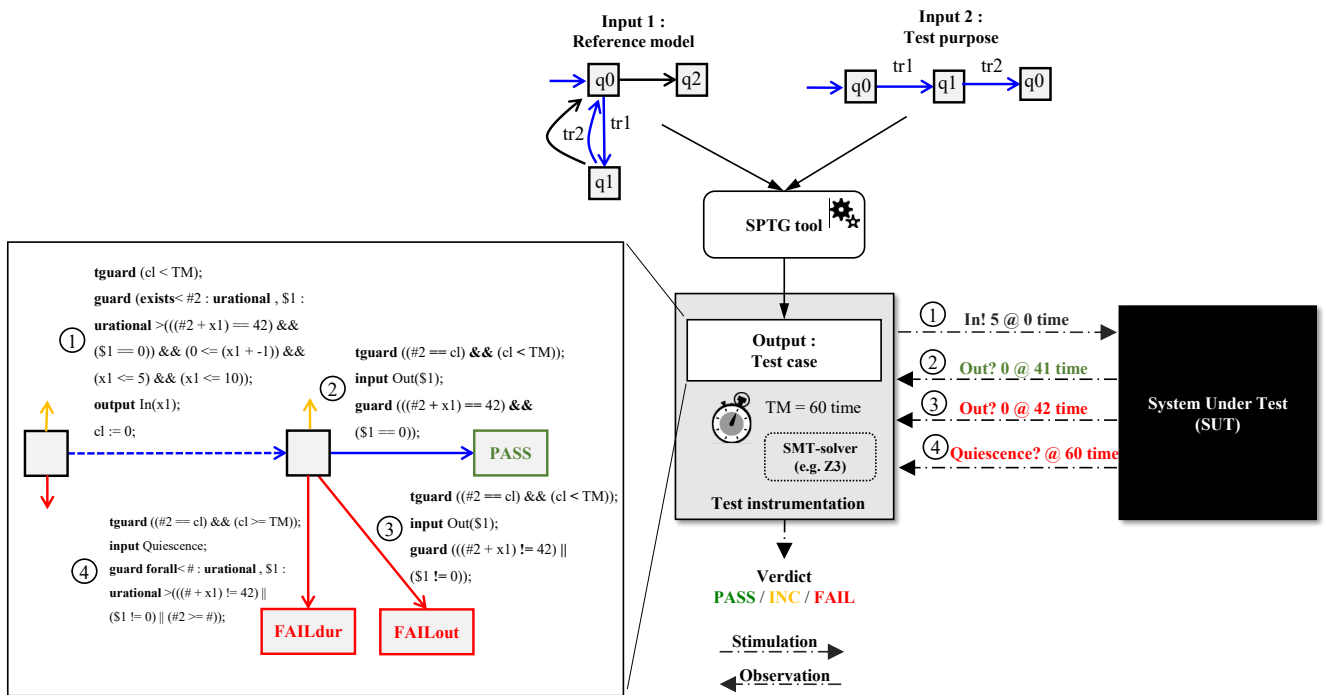 Input 1 :
Reference model
q0
q2
tr2
tr1
q1
Input 2 :
Test purpose
tr1
tr2
q0
q1
q0
SPTG tool
1
tguard (cl < TM);
guard (exists< #2 : urational , $1 :
urational >(((#2 + x1) == 42) &&
($1 == 0)) && (0 <= (x1 + -1)) &&
(x1 <= 5) && (x1 <= 10));
output In(x1);
cl := 0;
2
tguard ((#2 == cl) && (cl < TM));
input Out($1);
guard (((#2 + x1) == 42) &&
($1 == 0));
PASS
3
tguard ((#2 == cl) && (cl < TM));
input Out($1);
guard (((#2 + x1) != 42) ||
($1 != 0));
4
tguard ((#2 == cl) && (cl >= TM));
input Quiescence;
guard forall< # : urational , $1 :
urational >(((# + x1) != 42) ||
($1 != 0) || (#2 >= #));
FAILdur
FAILout
Output :
Test case
TM = 60 time
SMT-solver
(e.g. Z3)
Test instrumentation
1
In! 5 @ 0 time
2
Out? 0 @ 41 time
3
Out? 0 @ 42 time
4
Quiescence? @ 60 time
System Under Test
(SUT)
Verdict
PASS / INC / FAIL
Stimulation
Observation